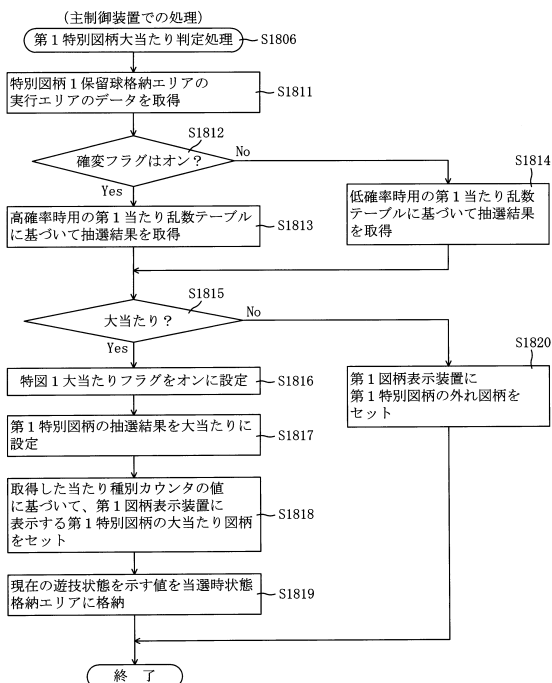 (主制御装置での処理)
第1特別図柄大当たり判定処理
S1806
特別図柄1保留球格納エリアの
実行エリアのデータを取得
S1811
S1812
確変フラグはオン?
No
Yes
S1814
高確率時用の第1当たり乱数テーブル
に基づいて抽選結果を取得
S1813
低確率時用の第1当たり乱数
テーブルに基づいて抽選結果
を取得
S1815
大当たり?
No
Yes
S1820
特図1大当たりフラグをオンに設定
S1816
第1図柄表示装置に
第1特別図柄の外れ図柄を
セット
第1特別図柄の抽選結果を大当たりに
設定
S1817
取得した当たり種別カウンタの値
に基づいて、第1図柄表示装置に
表示する第1特別図柄の大当たり図柄
をセット
S1818
現在の遊技状態を示す値を当選時状態
格納エリアに格納
S1819
終 了